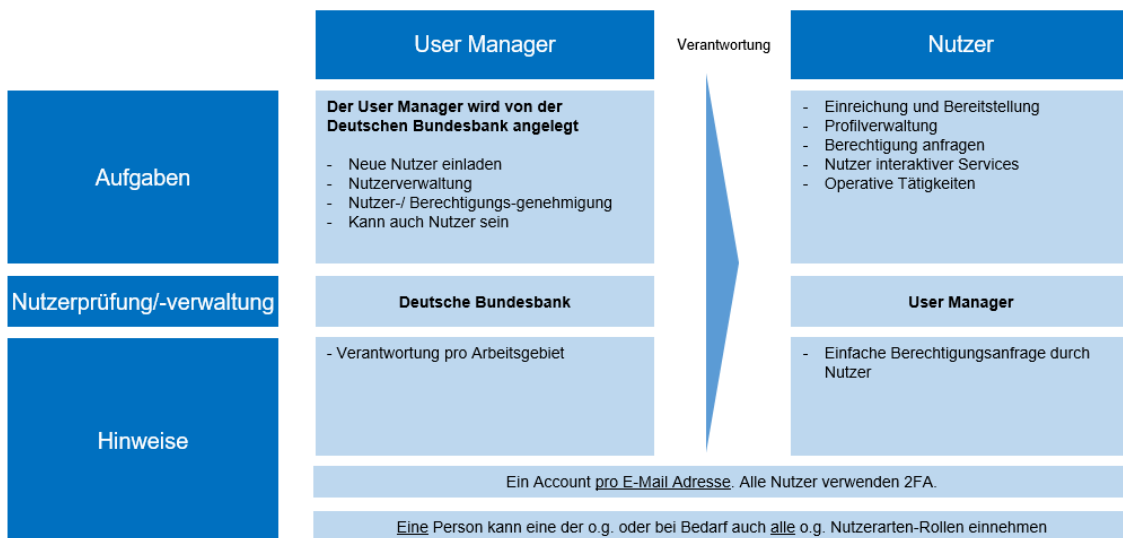 User Manager
Verantwortung
Nutzer
Aufgaben
Der User Manager wird von der
Deutschen Bundesbank angelegt
- Neue Nutzer einladen
- Nutzerverwaltung
- Nutzer-/ Berechtigungs-genehmigung
- Kann auch Nutzer sein
- Einreichung und Bereitstellung
- Profilverwaltung
- Berechtigung anfragen
- Nutzer interaktiver Services
- Operative Tätigkeiten
Nutzerprüfung/-verwaltung
Deutsche Bundesbank
User Manager
Hinweise
- Verantwortung pro Arbeitsgebiet
- Einfache Berechtigungsanfrage durch
Nutzer
Ein Account pro E-Mail Adresse. Alle Nutzer verwenden 2FA.
Eine Person kann eine der o.g. oder bei Bedarf auch alle o.g. Nutzerarten-Rollen einnehmen